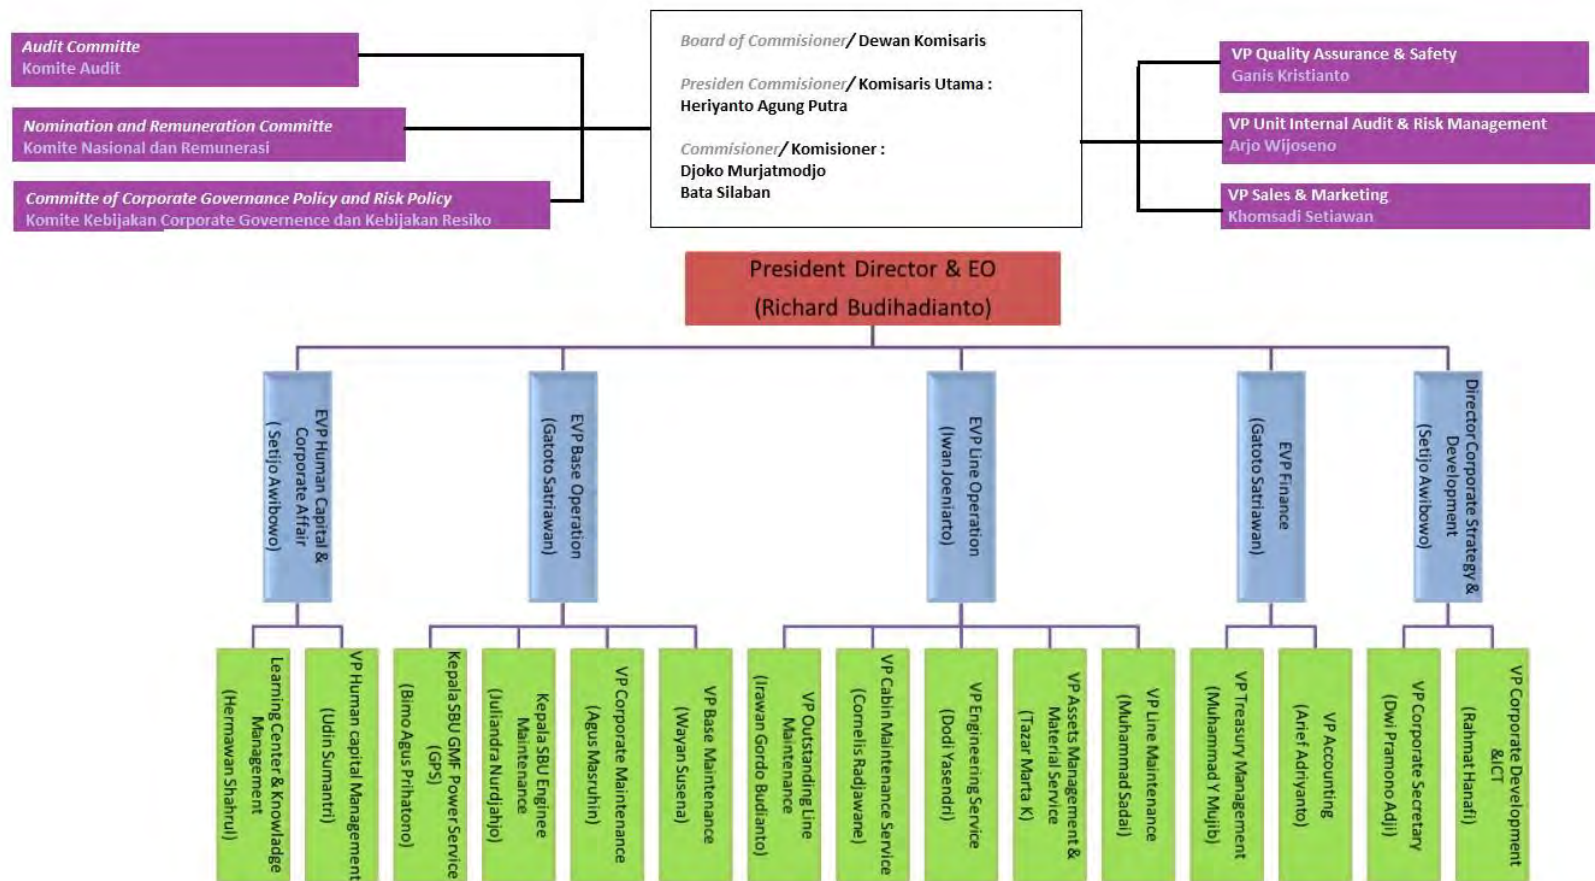 Audit Committe
Komite Audit
Nomination and Remuneration Committe
Komite Nasional dan Remunerasi
Committe of Corporate Governance Policy and Risk Policy
Komite Kebijakan Corporate Governence dan Kebijakan Resiko
Board of Commisioner/ Dewan Komisaris
Presiden Commisioner/ Komisaris Utama :
Heriyanto Agung Putra
Commisioner/ Komisioner :
Djoko Murjatmodjo
Bata Silaban
VP Quality Assurance & Safety
Ganis Kristianto
VP Unit Internal Audit & Risk Management
Arjo Wijoseno
VP Sales & Marketing
Khomsadi Setiawan
President Director & EO
(Richard Budihadianto)
EVP Human Capital &
Corporate Affair
( Setijo Awibowo)
EVP Base Operation
(Gatoto Satriawan)
EVP Line Operation
(Iwan Joeniarto)
EVP Finance
(Gatoto Satriawan)
Director Corporate Strategy &
Development
(Setijo Awibowo)
Learning Center & Knowladge
Management
(Hermawan Shahrul)
VP Human capital Management
(Udin Sumantri)
Kepala SBU GMF Power Service
(GPS)
(Bimo Agus Prihatono)
Kepala SBU Enginee
Maintenance
(Juliandra Nurdjahjo)
VP Corporate Maintenance
(Agus Masruhin)
VP Base Maintenance
(Wayan Susena)
VP Outstanding Line
Maintenance
(Irawan Gordo Budianto)
VP Cabin Maintenance Service
(Cornelis Radjawane)
VP Engineering Service
(Dodi Yasendri)
VP Assets Management &
Material Service
(Tazar Marta K)
VP Line Maintenance
(Muhammad Sadai)
VP Treasury Management
(Muhammad Y Mujib)
VP Accounting
(Arief Adriyanto)
VP Corporate Secretary
(Dwi Pramono Adji)
VP Corporate Development
&ICT
(Rahmat Hanafi)